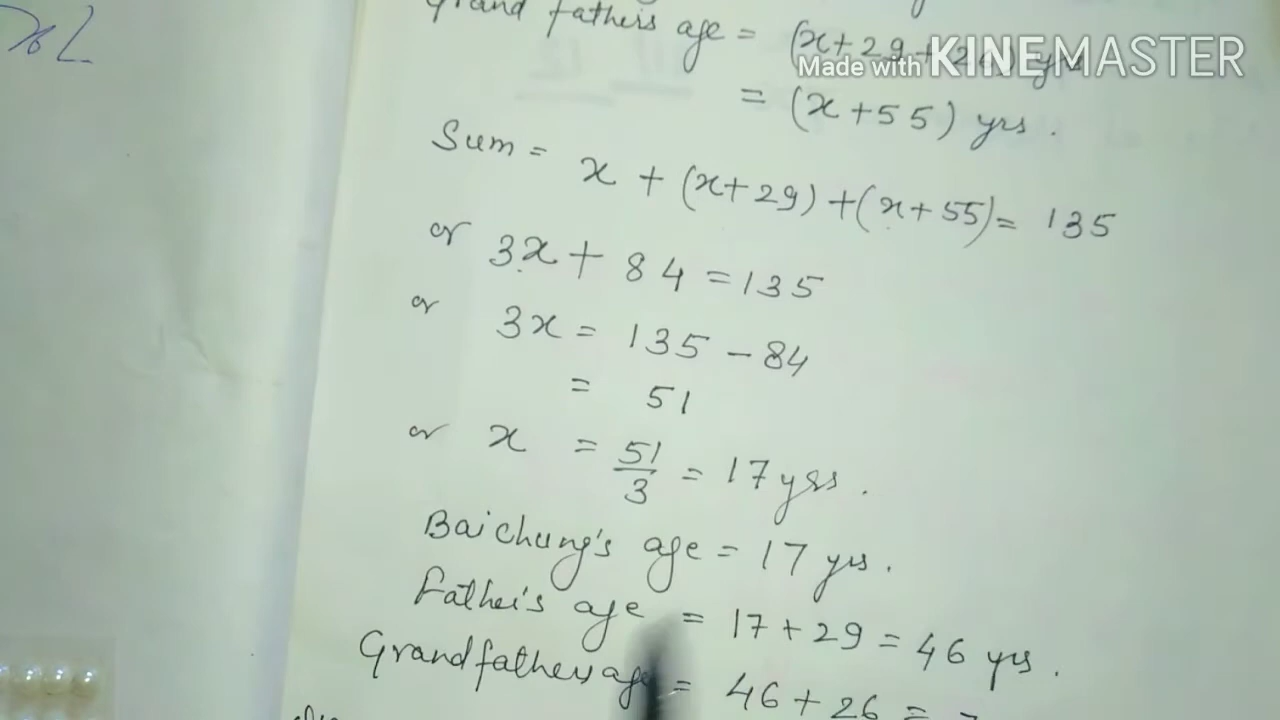 Grand fathers age = (x+29+26) yrs
Made with KINEMASTER
= (x+55) yrs.
Sum = x + (x+29)+(x+55)= 135
or 3x + 84 = 135
or 3x = 135 - 84
= 51
or x = 51/3 = 17 yrs.
Baichung's age = 17 yrs.
Father's age = 17 + 29 = 46 yrs.
Grandfathers age = 46 + 26 =